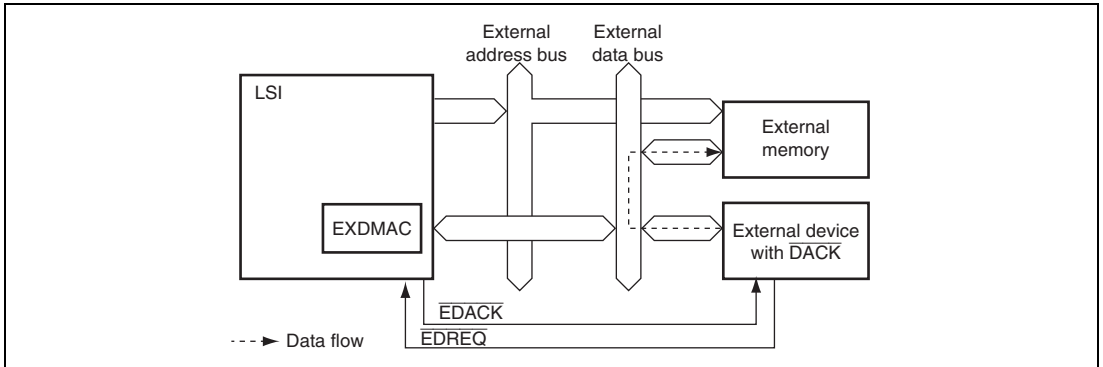 External
address bus
External
data bus
LSI
External
memory
EXDMAC
External device
with DACK
EDACK
EDREQ
Data flow